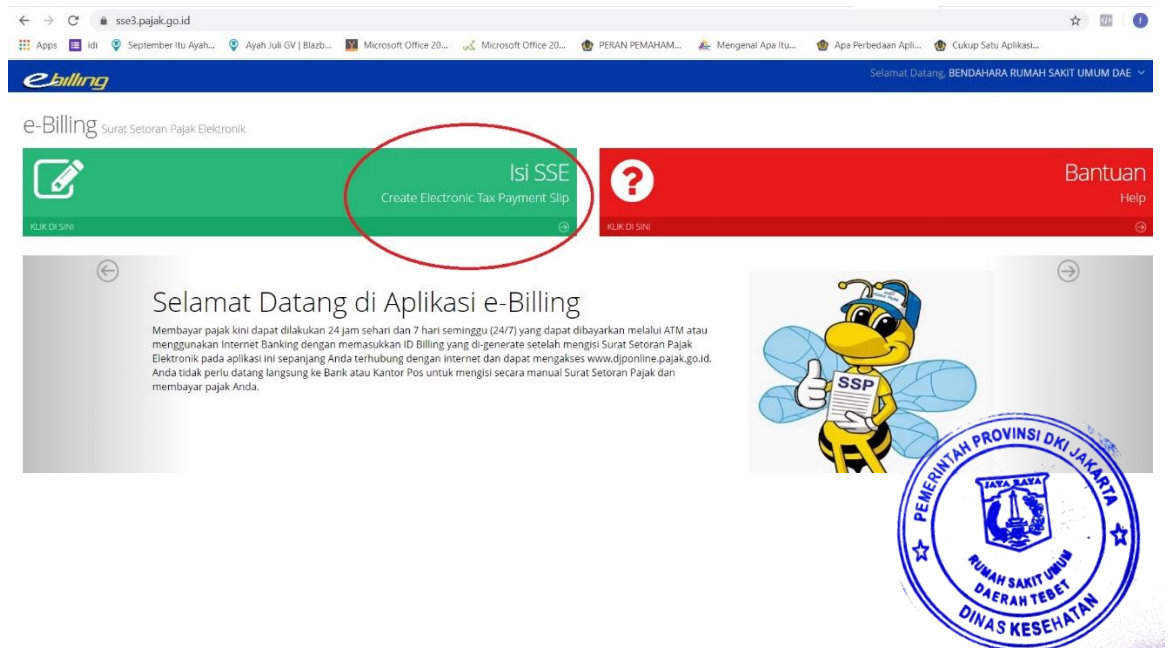 sse3.pajak.go.id
Apps idi September Itu Ayah... Ayah Juli GV | Blazb... Microsoft Office 20... Microsoft Office 20... PERAN PEMAHAM... Mengenal Apa Itu... Apa Perbedaan Apli... Cukup Satu Aplikasi...
e-billing
Selamat Datang, BENDAHARA RUMAH SAKIT UMUM DAE
e-Billing Surat Setoran Pajak Elektronik
Isi SSE
Create Electronic Tax Payment Slip
KLIK DI SINI
Bantuan
Help
KLIK DI SINI
Selamat Datang di Aplikasi e-Billing
Membayar pajak kini dapat dilakukan 24 jam sehari dan 7 hari seminggu (24/7) yang dapat dibayarkan melalui ATM atau
menggunakan Internet Banking dengan memasukkan ID Billing yang di-generate setelah mengisi Surat Setoran Pajak
Elektronik pada aplikasi ini sepanjang Anda terhubung dengan internet dan dapat mengakses www.djponline.pajak.go.id.
Anda tidak perlu datang langsung ke Bank atau Kantor Pos untuk mengisi secara manual Surat Setoran Pajak dan
membayar pajak Anda.
SSP
PEMERINTAH PROVINSI DKI JAKARTA
JAYA RAYA
RUMAH SAKIT UMUM
DAERAH TEBET
DINAS KESEHATAN